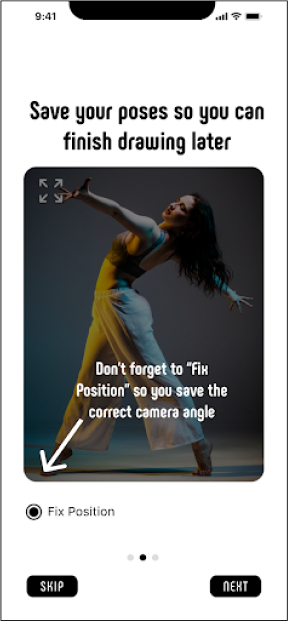 9:41
Save your poses so you can
finish drawing later
Don't forget to "Fix
Position" so you save the
correct camera angle
Fix Position
SKIP
NEXT